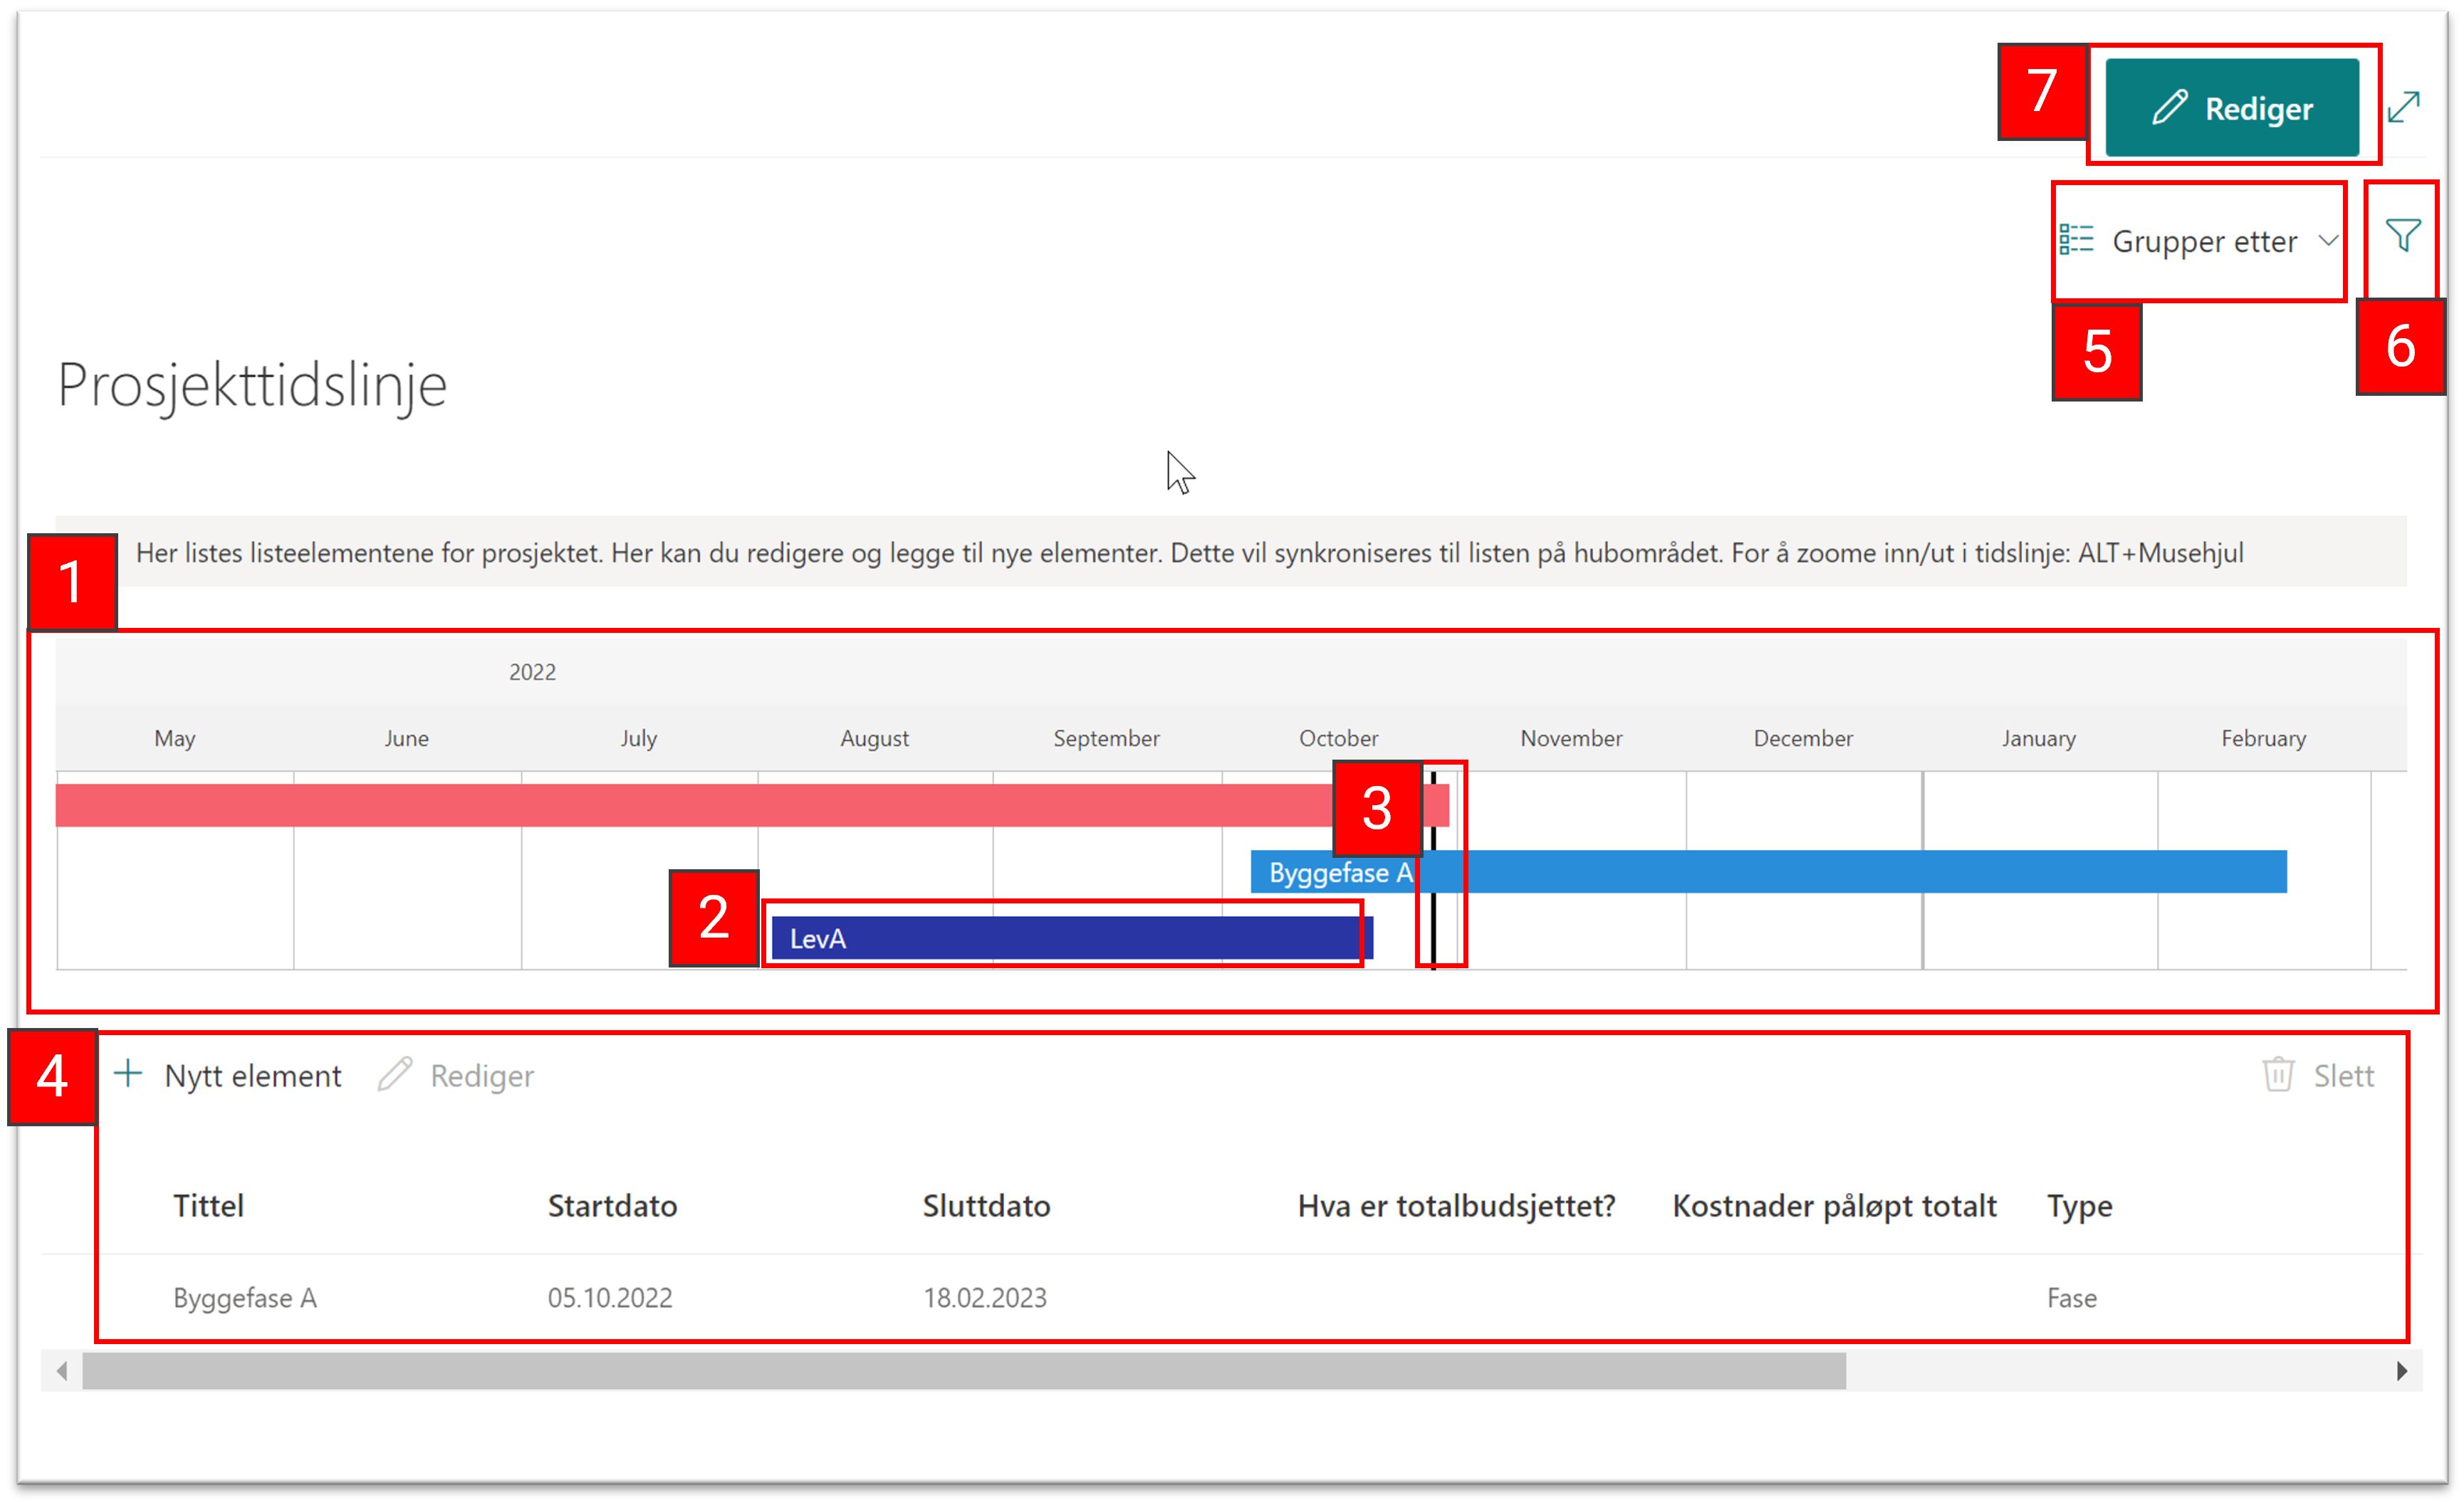 7
Rediger
Grupper etter
5
6
Prosjekttidslinje
1
Her listes listeelementene for prosjektet. Her kan du redigere og legge til nye elementer. Dette vil synkroniseres til listen på hubområdet. For å zoome inn/ut i tidslinje: ALT+Musehjul
2022
May June July August September October November December January February
3
Byggefase A
2
LevA
4
Nytt element Rediger Slett
Tittel Startdato Sluttdato Hva er totalbudsjettet? Kostnader påløpt totalt Type
Byggefase A 05.10.2022 18.02.2023 Fase